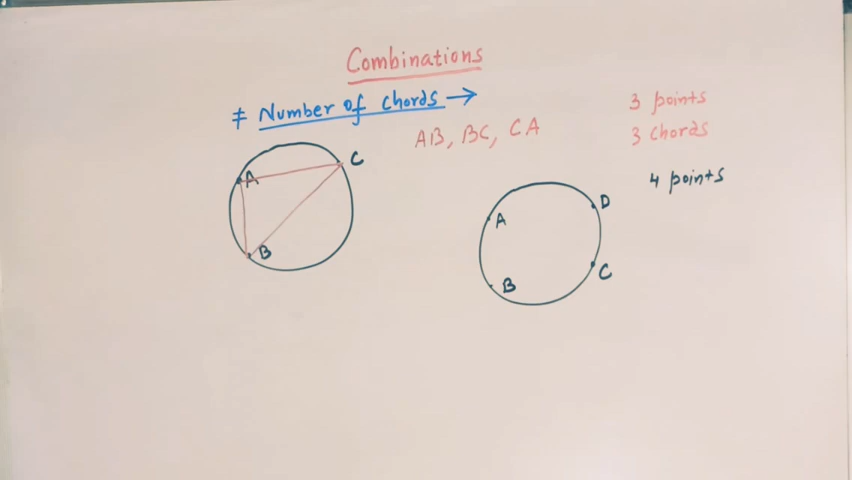 Combinations
≠ Number of chords →
AB, BC, CA
3 points
3 chords
4 points
A
C
B
A
D
B
C